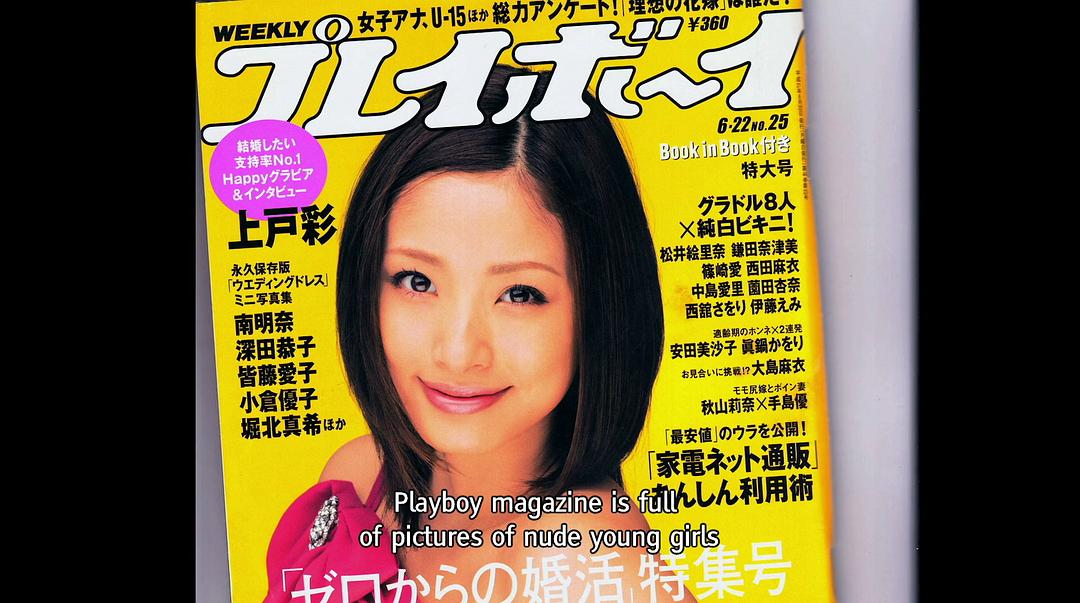 女子アナ、U-15ほか 総力アンケート!「理想の花嫁」は誰だ?
WEEKLY
¥360
プレイボーイ
6・22 NO.25
Book in Book付き
特大号
結婚したい
支持率No.1
Happyグラビア
&インタビュー
上戸彩
永久保存版
「ウエディングドレス」
ミニ写真集
南明奈
深田恭子
皆藤愛子
小倉優子
堀北真希ほか
グラドル8人
×純白ビキニ!
松井絵里奈 鎌田奈津美
篠崎愛 西田麻衣
中島愛里 薗田杏奈
西舘さをり 伊藤えみ
適齢期のホンネ×2連発
安田美沙子 眞鍋かをり
お見合いに挑戦!? 大島麻衣
モモ尻嫁とボイン妻
秋山莉奈×手島優
「最安値」のウラを公開!
「家電ネット通販」
かんしん利用術
Playboy magazine is full
of pictures of nude young girls
「ゼロからの婚活」特集号